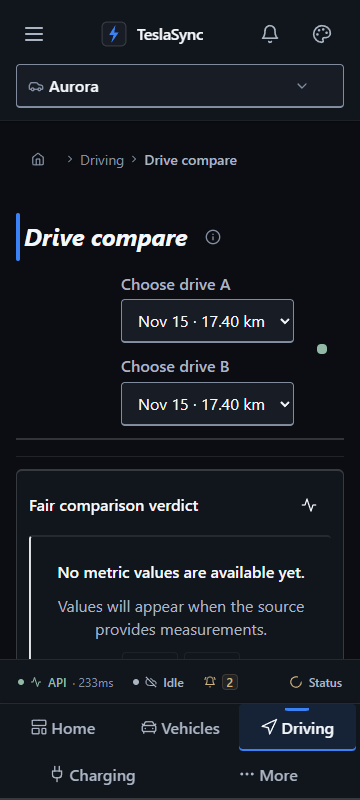 TeslaSync
Aurora
Driving
Drive compare
Drive compare
Choose drive A
Nov 15 · 17.40 km
Choose drive B
Nov 15 · 17.40 km
Fair comparison verdict
No metric values are available yet.
Values will appear when the source
provides measurements.
API · 233ms
Idle
2
Status
Home
Vehicles
Driving
Charging
More